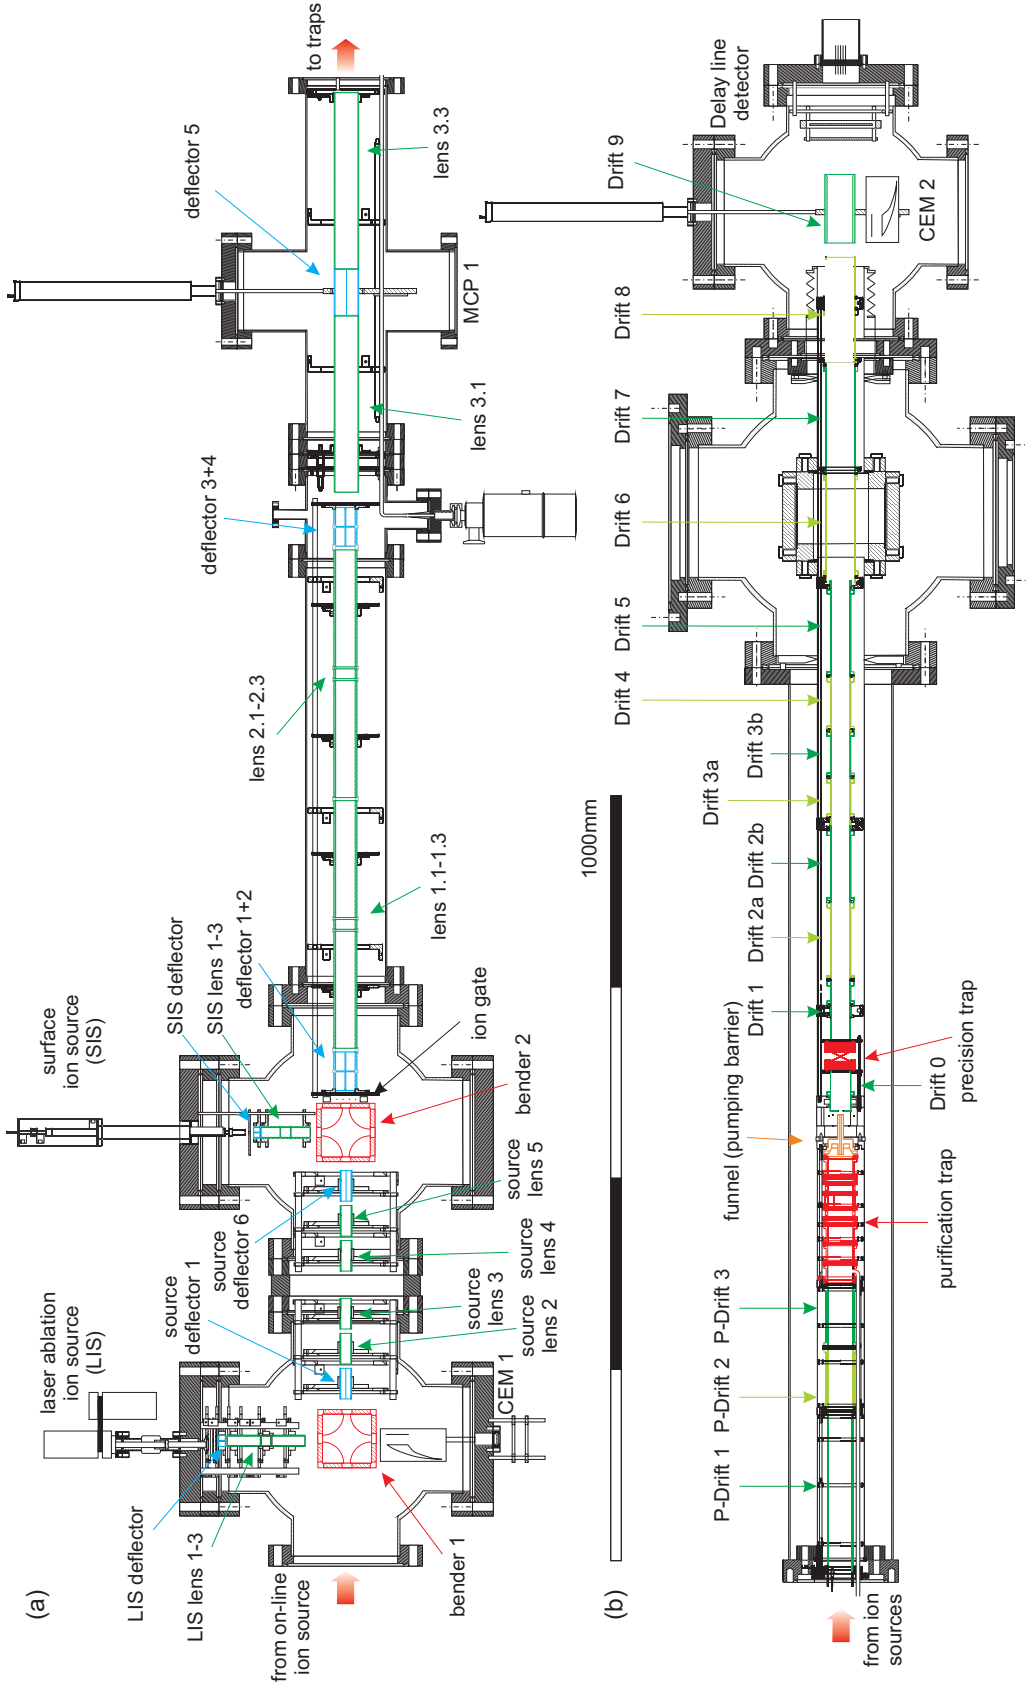 (a)
laser ablation
ion source
(LIS)
surface
ion source
(SIS)
SIS deflector
SIS lens 1-3
deflector 1+2
lens 1.1-1.3
lens 2.1-2.3
deflector 3+4
deflector 5
to traps
LIS deflector
LIS lens 1-3
from on-line
ion source
bender 1
CEM 1
source
deflector 1
source
deflector 6
source
lens 2
source
lens 3
source
lens 4
source
lens 5
bender 2
ion gate
lens 3.1
MCP 1
lens 3.3
1000mm
(b)
P-Drift 1
P-Drift 2
P-Drift 3
funnel (pumping barrier)
Drift 1
Drift 2a
Drift 2b
Drift 3a
Drift 3b
Drift 4
Drift 5
Drift 6
Drift 7
Drift 8
Drift 9
Delay line
detector
from ion
sources
purification trap
Drift 0
precision trap
CEM 2